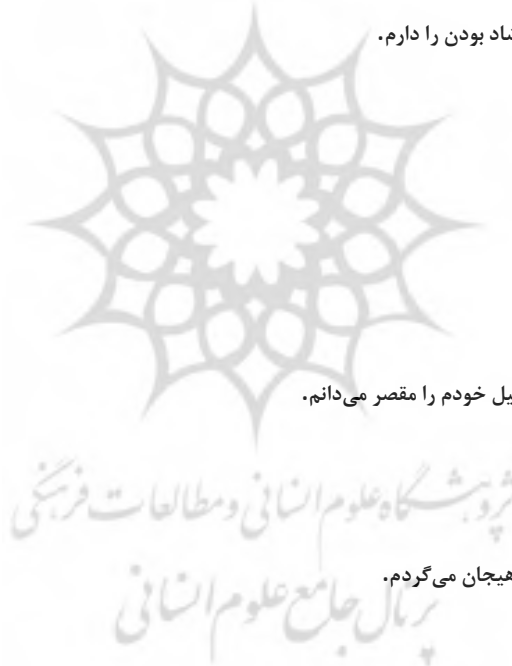 شاد بودن را دارم.
یل خودم را مقصر می‌دانم.
پژوهشگاه علوم انسانی و مطالعات فرهنگی
هیجان می‌گردم.
پرتال جامع علوم انسانی